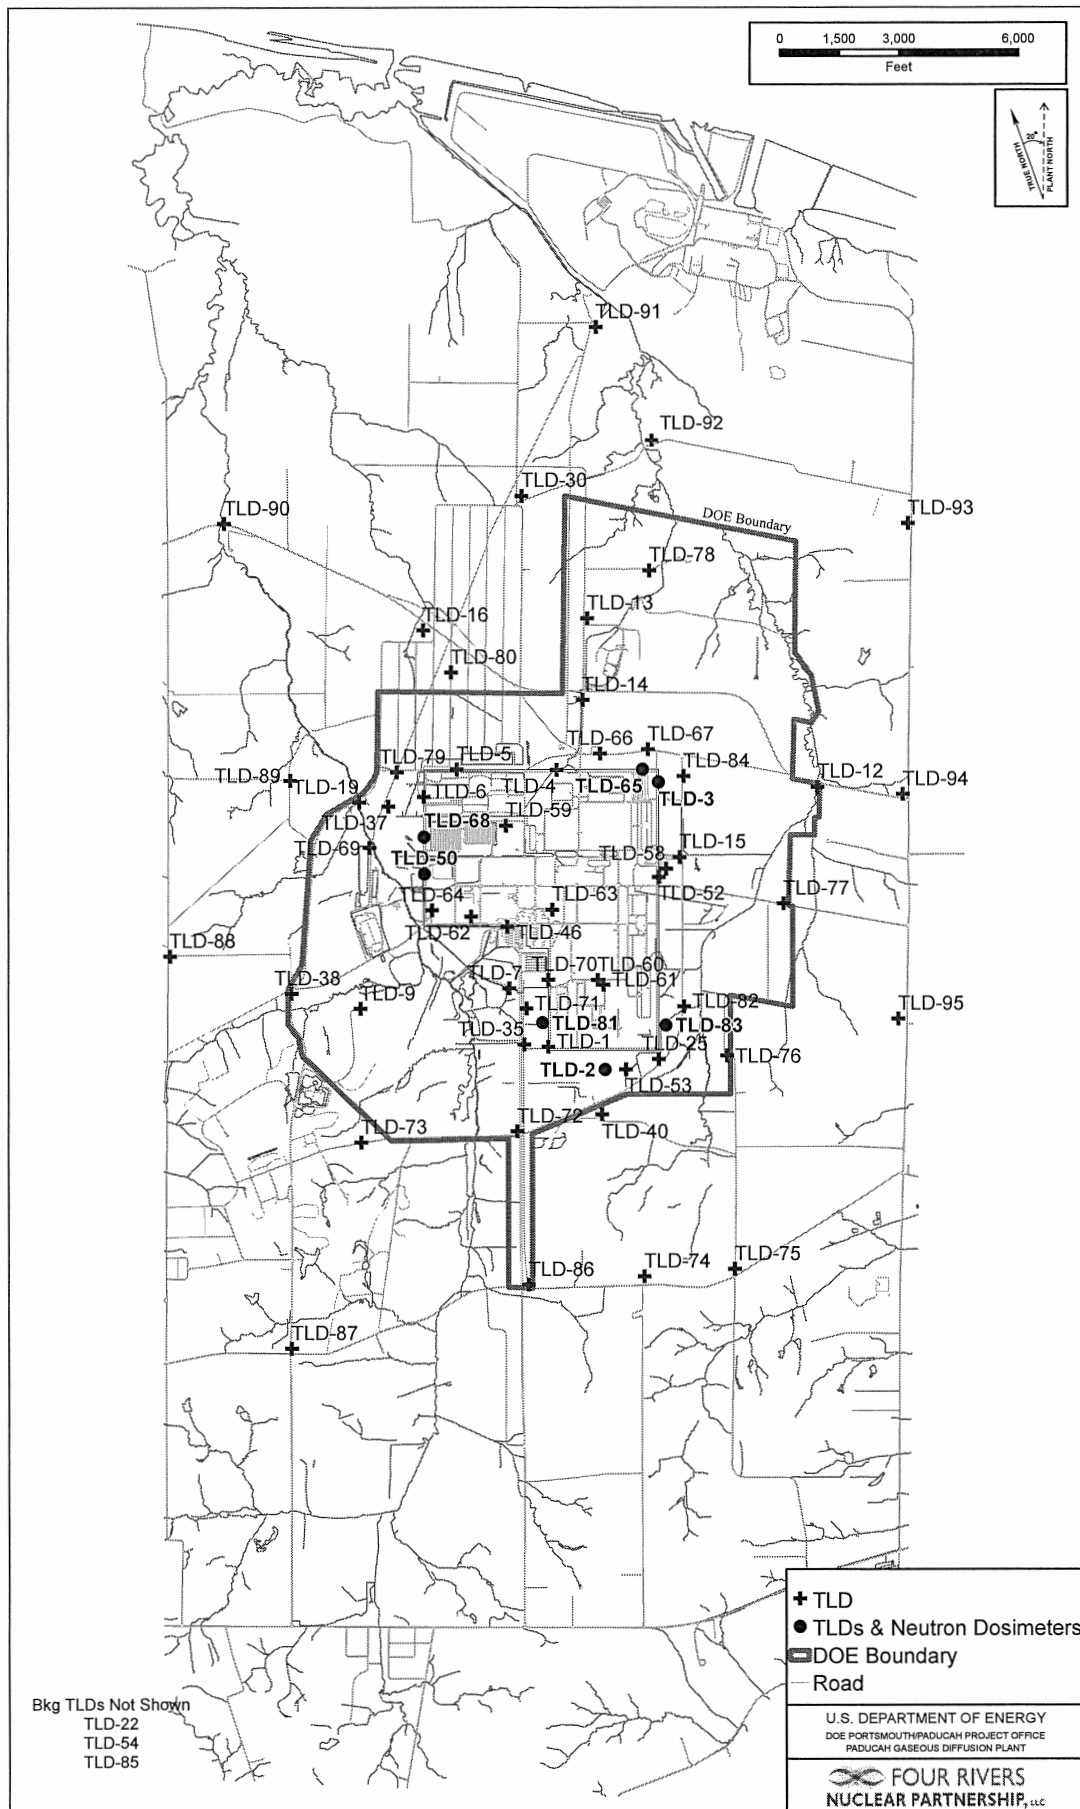 0 1,500 3,000 6,000
Feet
TRUE NORTH
20°
PLANT NORTH
TLD-91
TLD-92
TLD-30
TLD-90
TLD-93
DOE Boundary
TLD-78
TLD-13
TLD-16
TLD-80
TLD-14
TLD-66
TLD-67
TLD-5
TLD-79
TLD-84
TLD-89
TLD-19
TLD-4
TLD-65
TLD-12
TLD-94
TLD-6
TLD-3
TLD-59
TLD-37
TLD-68
TLD-69
TLD-50
TLD-58
TLD-15
TLD-64
TLD-63
TLD-52
TLD-77
TLD-62
TLD-46
TLD-88
TLD-38
TLD-7
TLD-70
TLD-60
TLD-61
TLD-9
TLD-71
TLD-82
TLD-95
TLD-35
TLD-81
TLD-83
TLD-1
TLD-25
TLD-76
TLD-2
TLD-53
TLD-72
TLD-73
TLD-40
TLD-86
TLD-74
TLD-75
TLD-87
TLD
TLDs & Neutron Dosimeters
DOE Boundary
Road
Bkg TLDs Not Shown
TLD-22
TLD-54
TLD-85
U.S. DEPARTMENT OF ENERGY
DOE PORTSMOUTH/PADUCAH PROJECT OFFICE
PADUCAH GASEOUS DIFFUSION PLANT
FOUR RIVERS
NUCLEAR PARTNERSHIP, LLC